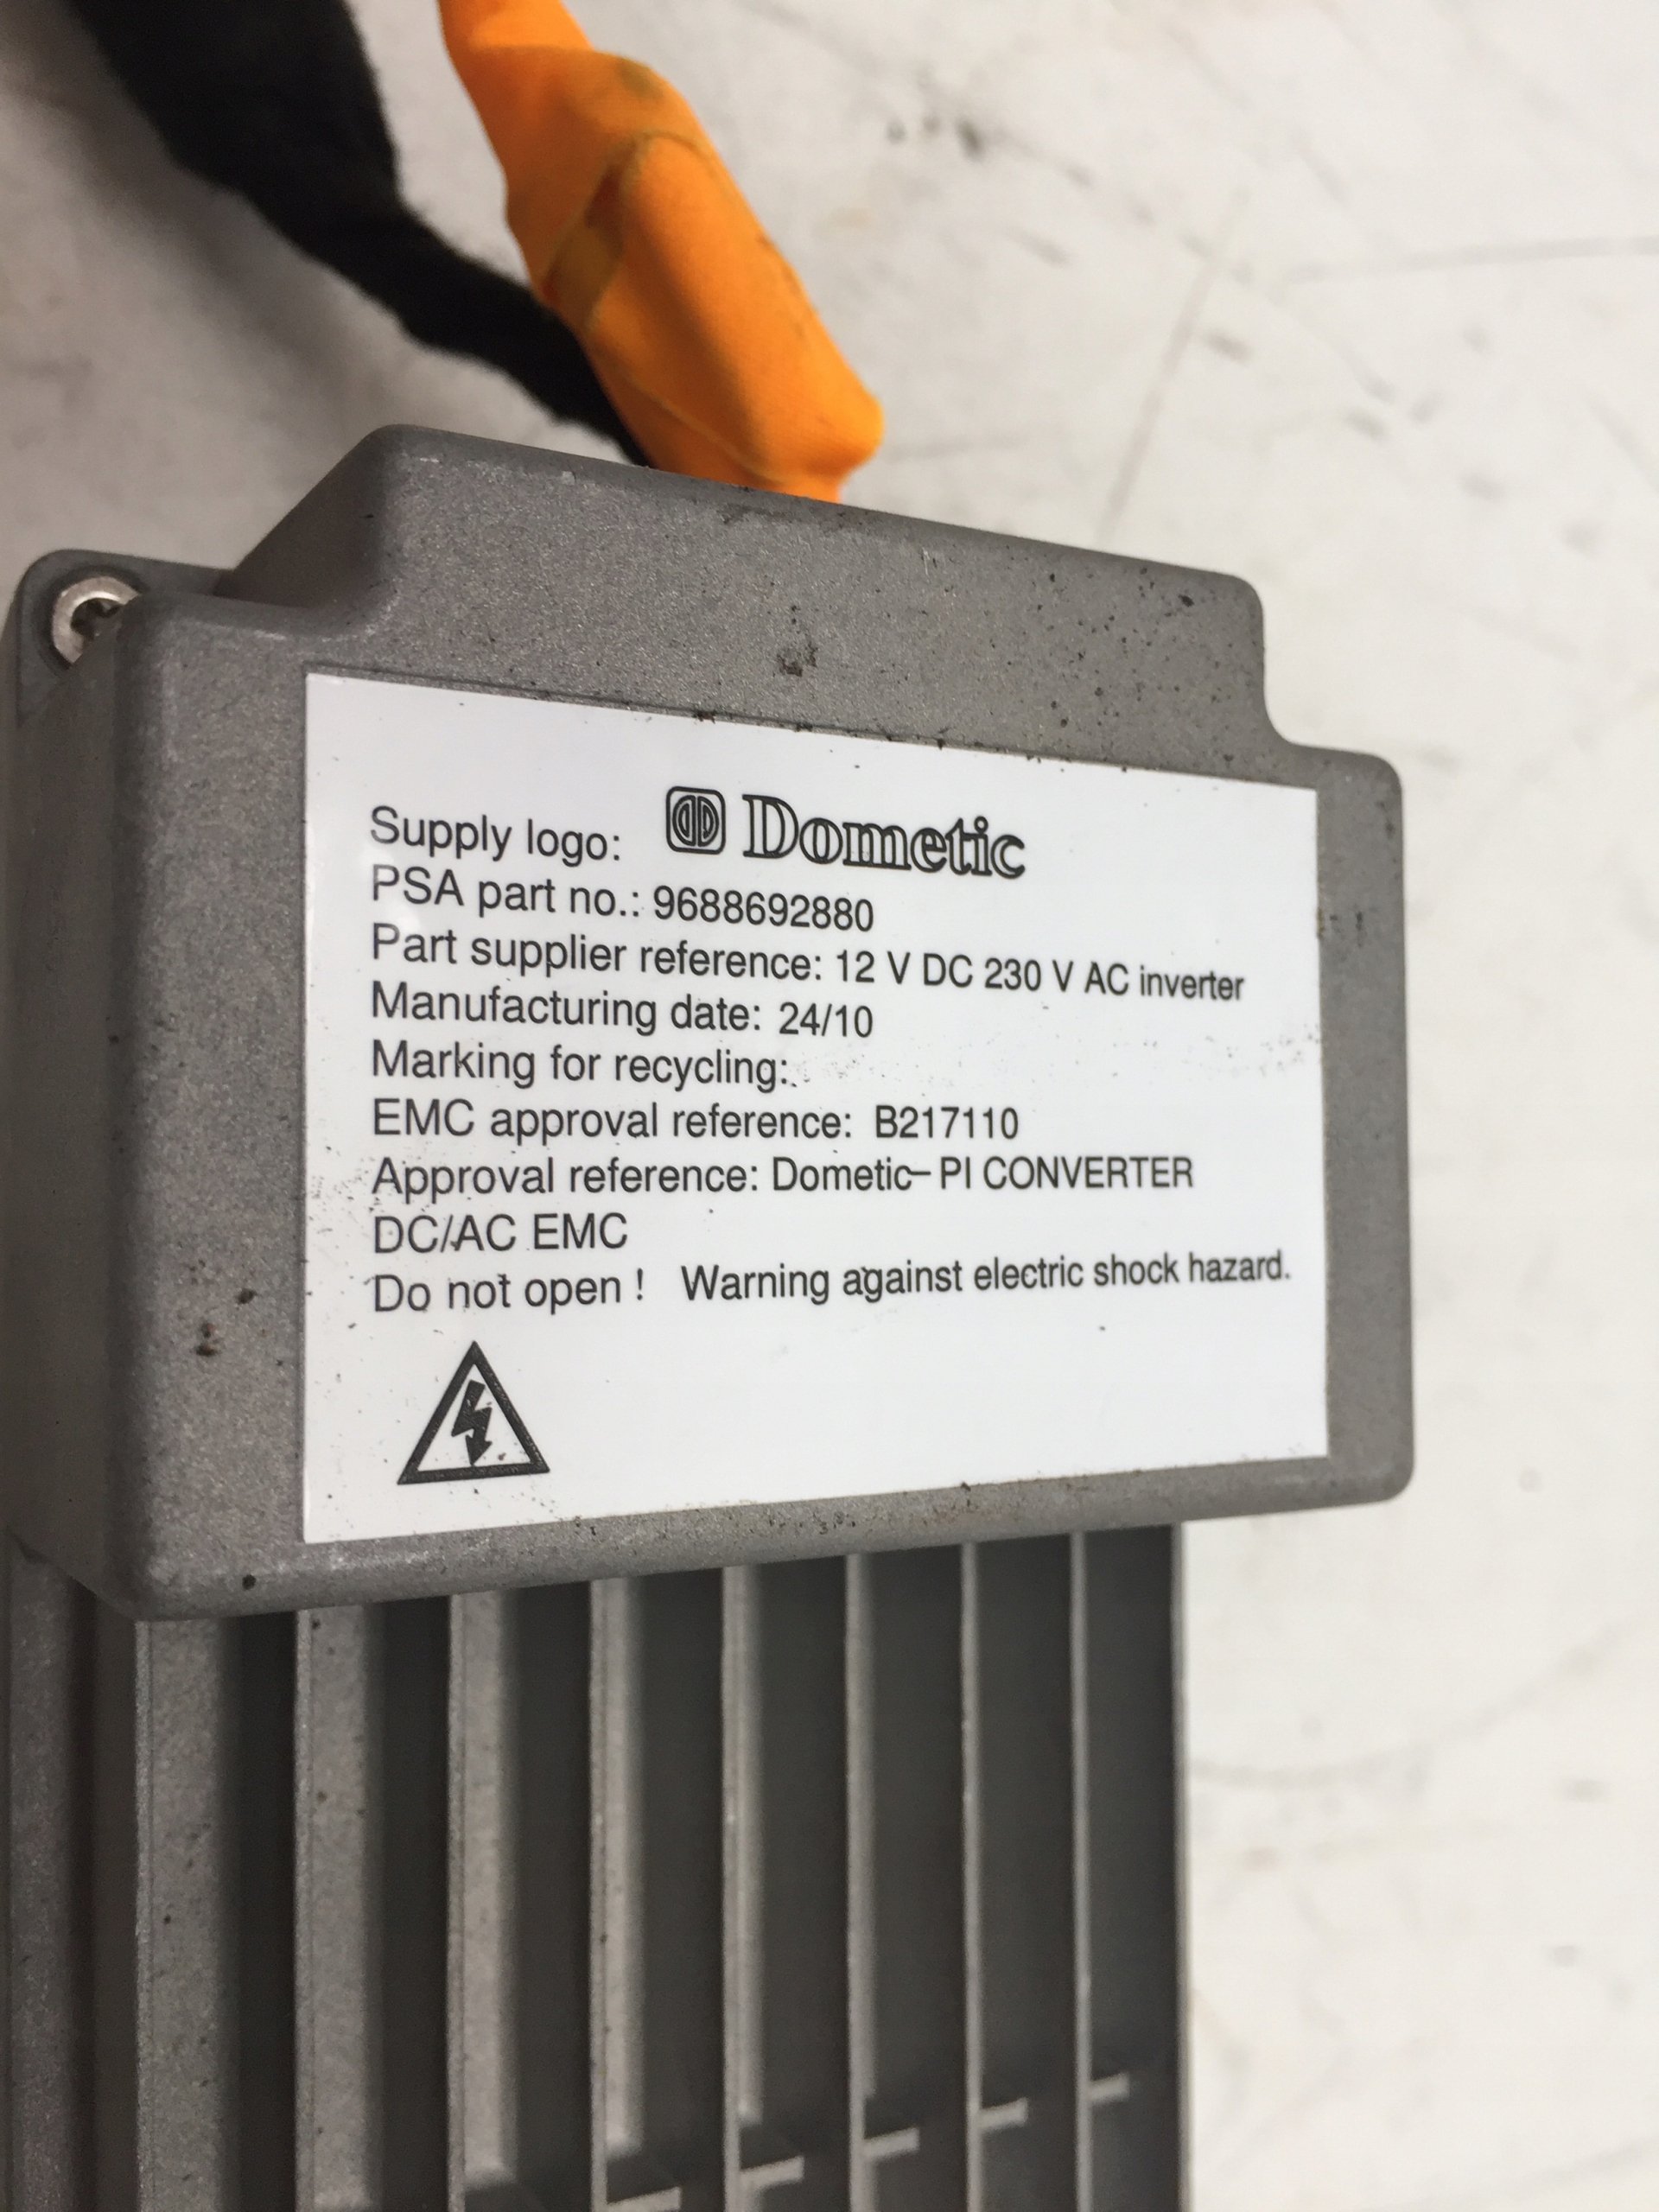 Supply logo: Dometic
PSA part no.: 9688692880
Part supplier reference: 12 V DC 230 V AC inverter
Manufacturing date: 24/10
Marking for recycling:
EMC approval reference: B217110
Approval reference: Dometic– PI CONVERTER
DC/AC EMC
Do not open ! Warning against electric shock hazard.